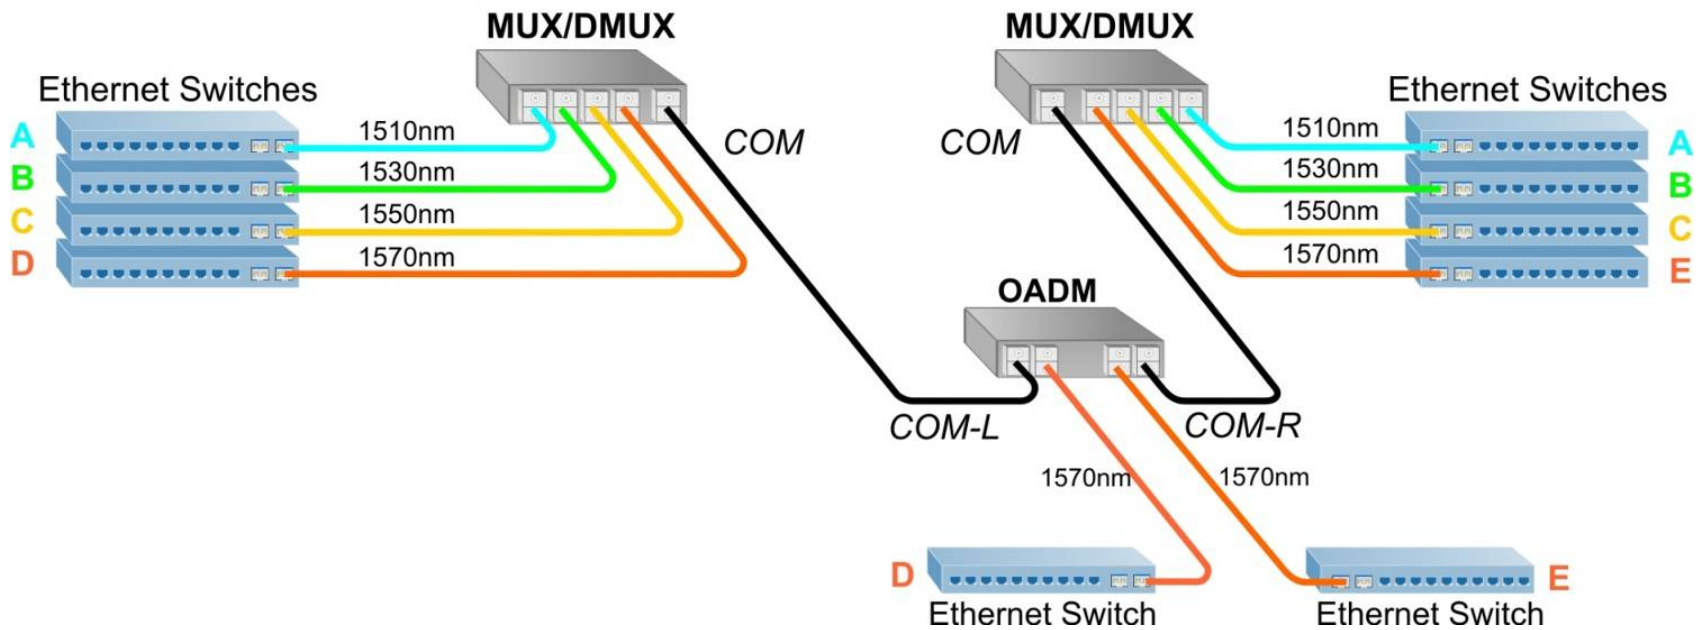 MUX/DMUX
MUX/DMUX
Ethernet Switches
Ethernet Switches
A
1510nm
COM
COM
1510nm
A
B
1530nm
1530nm
B
C
1550nm
1550nm
C
D
1570nm
1570nm
E
OADM
COM-L
COM-R
1570nm
1570nm
D
E
Ethernet Switch
Ethernet Switch